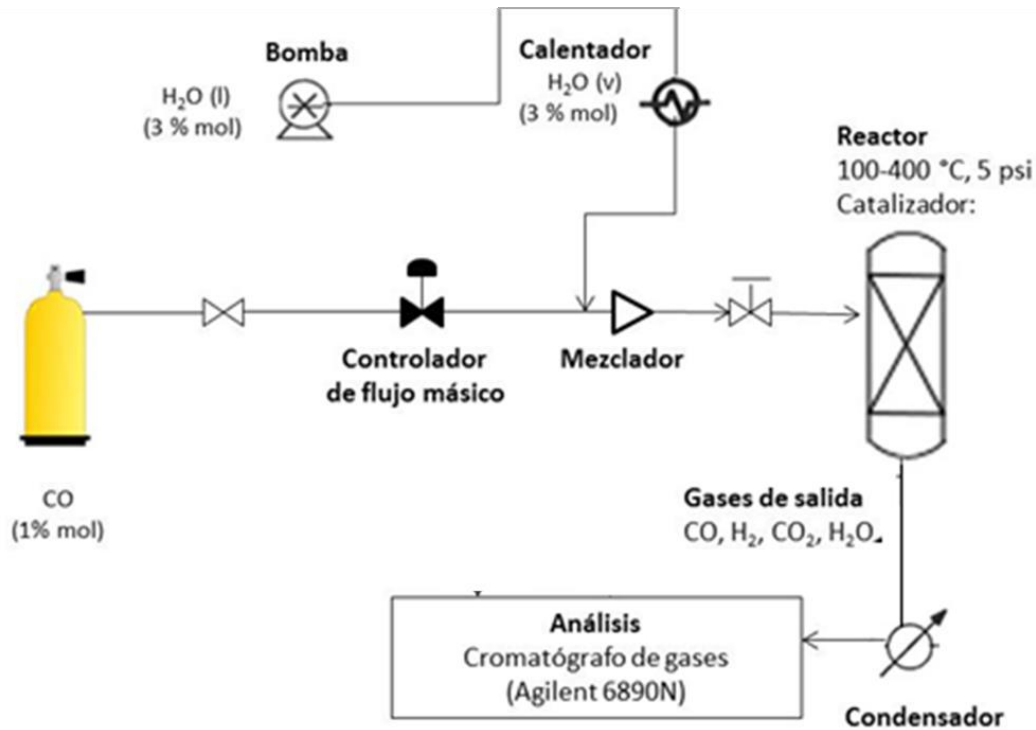 Bomba
H₂O (l)
(3 % mol)
Calentador
H₂O (v)
(3 % mol)
Reactor
100-400 °C, 5 psi
Catalizador:
Controlador
de flujo másico
Mezclador
CO
(1% mol)
Gases de salida
CO, H₂, CO₂, H₂O
Análisis
Cromatógrafo de gases
(Agilent 6890N)
Condensador